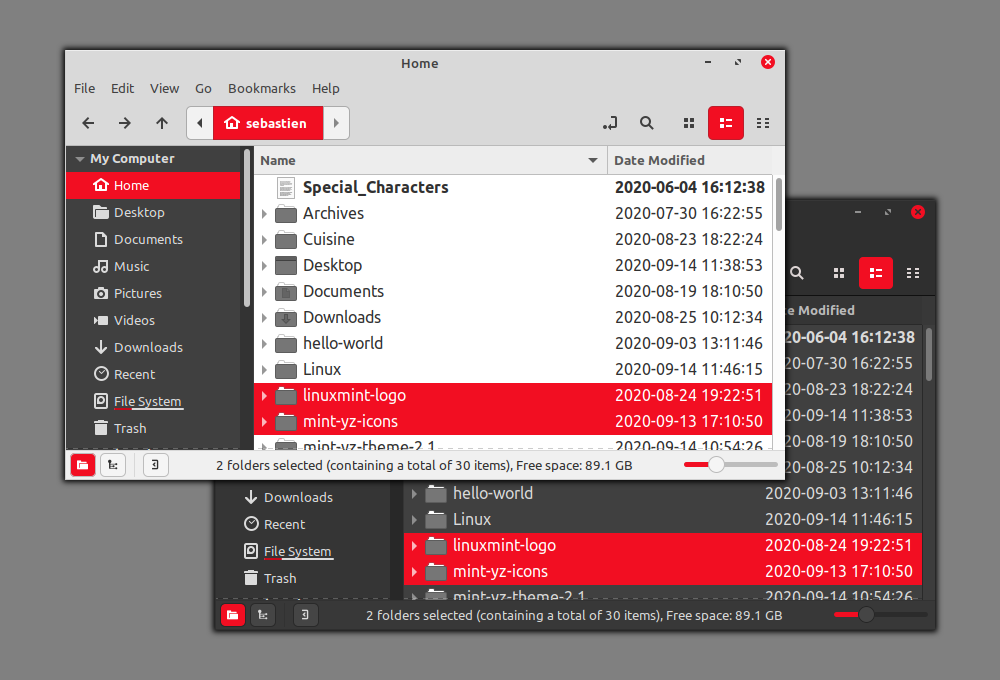 Home
File Edit View Go Bookmarks Help
sebastien
My Computer
Home
Desktop
Documents
Music
Pictures
Videos
Downloads
Recent
File System
Trash
Name Date Modified
Special_Characters 2020-06-04 16:12:38
Archives 2020-07-30 16:22:55
Cuisine 2020-08-23 18:22:24
Desktop 2020-09-14 11:38:53
Documents 2020-08-19 18:10:50
Downloads 2020-08-25 10:12:34
hello-world 2020-09-03 13:11:46
Linux 2020-09-14 11:46:15
linuxmint-logo 2020-08-24 19:22:51
mint-yz-icons 2020-09-13 17:10:50
mint-yz-theme-2.1 2020-09-14 10:54:26
2 folders selected (containing a total of 30 items), Free space: 89.1 GB
Modified
20-06-04 16:12:38
20-07-30 16:22:55
20-08-23 18:22:24
20-09-14 11:38:53
20-08-19 18:10:50
20-08-25 10:12:34
Downloads
Recent
File System
Trash
hello-world 2020-09-03 13:11:46
Linux 2020-09-14 11:46:15
linuxmint-logo 2020-08-24 19:22:51
mint-yz-icons 2020-09-13 17:10:50
mint-yz-theme-2.1 2020-09-14 10:54:26
2 folders selected (containing a total of 30 items), Free space: 89.1 GB